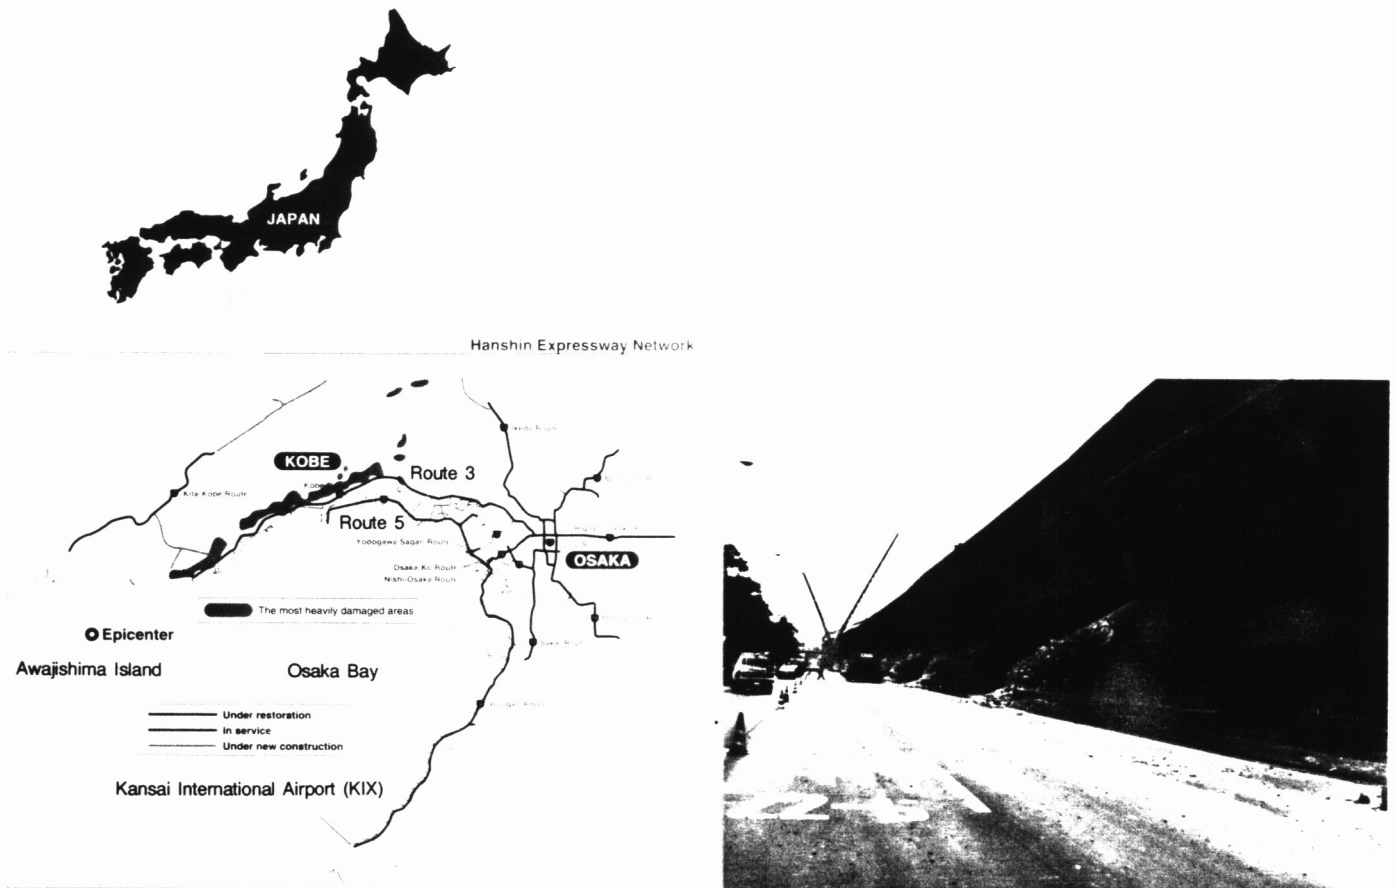 JAPAN
Hanshin Expressway Network
KOBE
Kobe
Route 3
Kita Kobe Route
Route 5
Yodogawa Sagan Route
OSAKA
Osaka Ko Route
Nishi-Osaka Route
The most heavily damaged areas
Epicenter
Awajishima Island
Osaka Bay
Under restoration
In service
Under new construction
Kansai International Airport (KIX)